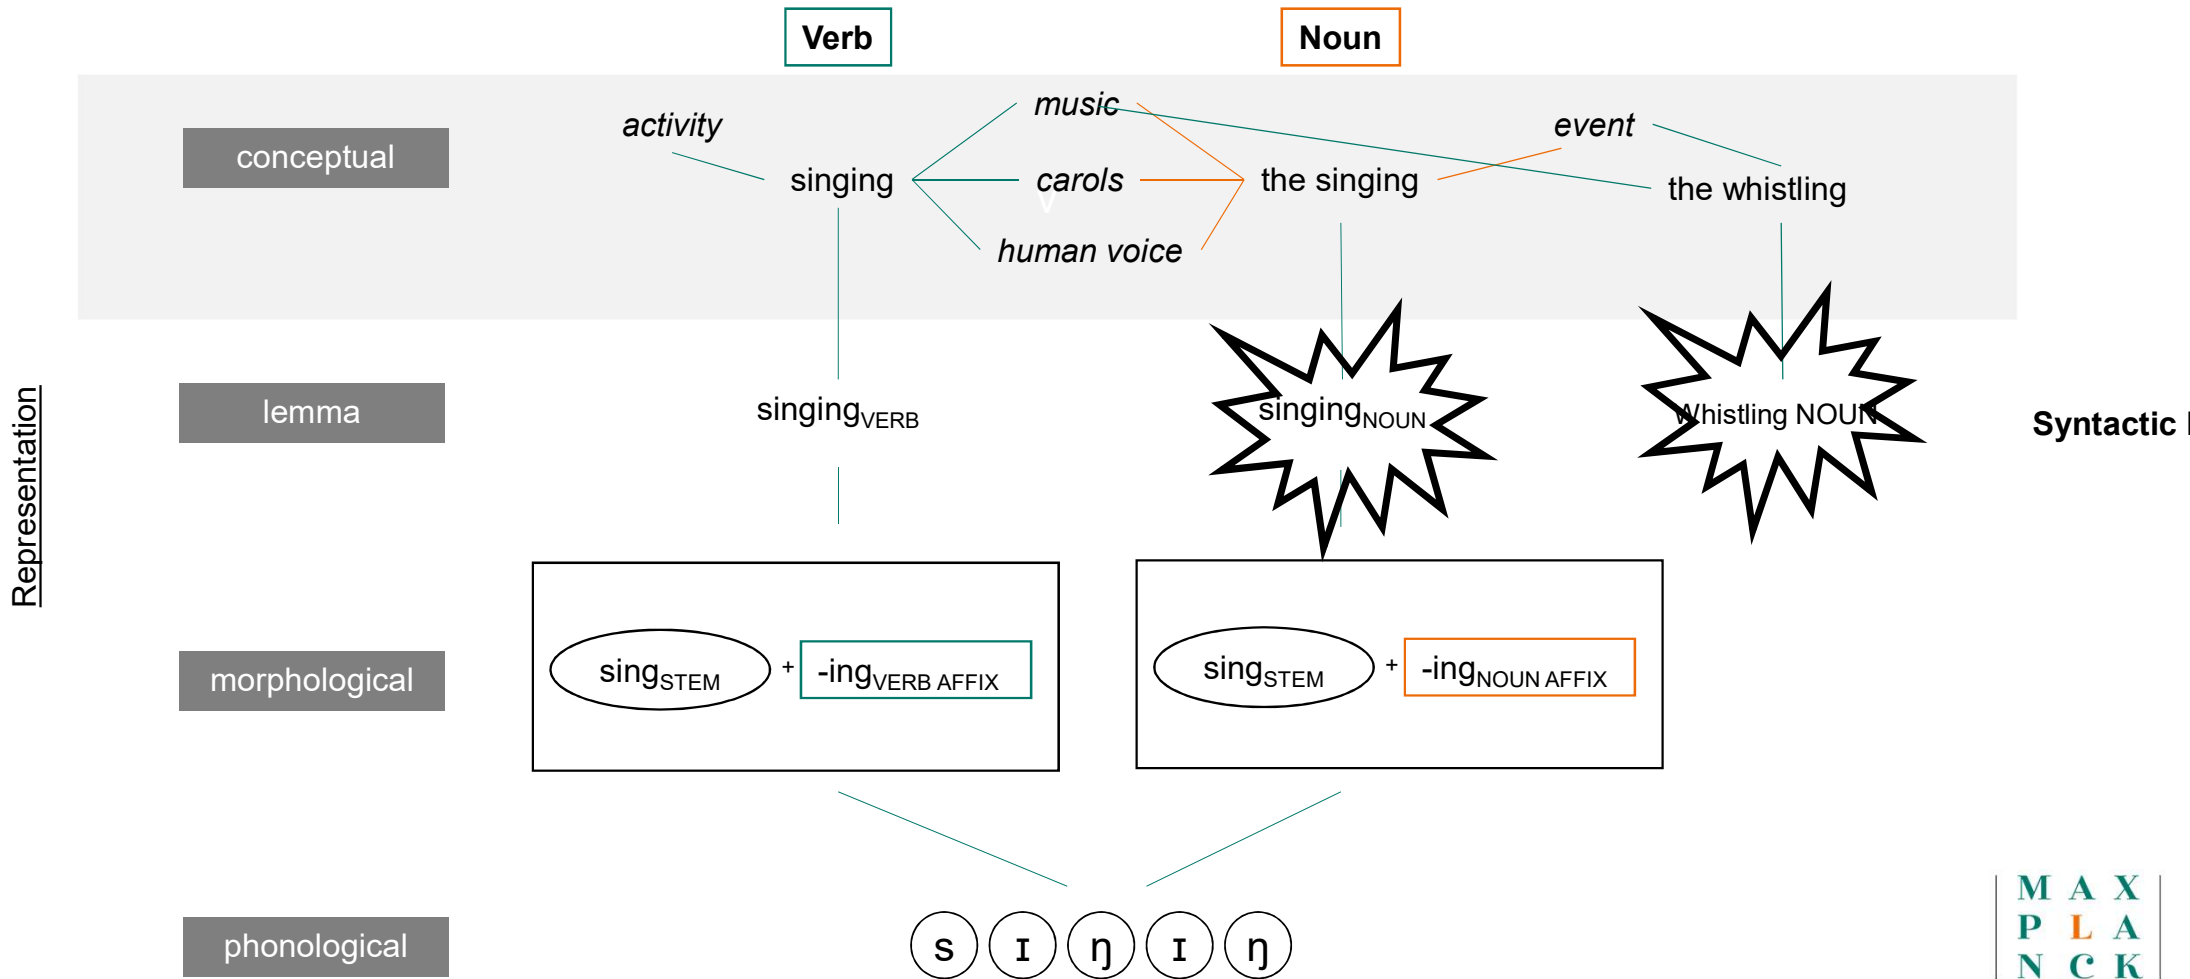 Verb
Noun
conceptual
activity
music
event
singing
carols
the singing
the whistling
v
human voice
Representation
lemma
singingVERB
singingNOUN
Whistling NOUN
Syntactic
morphological
singSTEM + -ingVERB AFFIX
singSTEM + -ingNOUN AFFIX
phonological
s ɪ ŋ ɪ ŋ
M A X
P L A
N C K